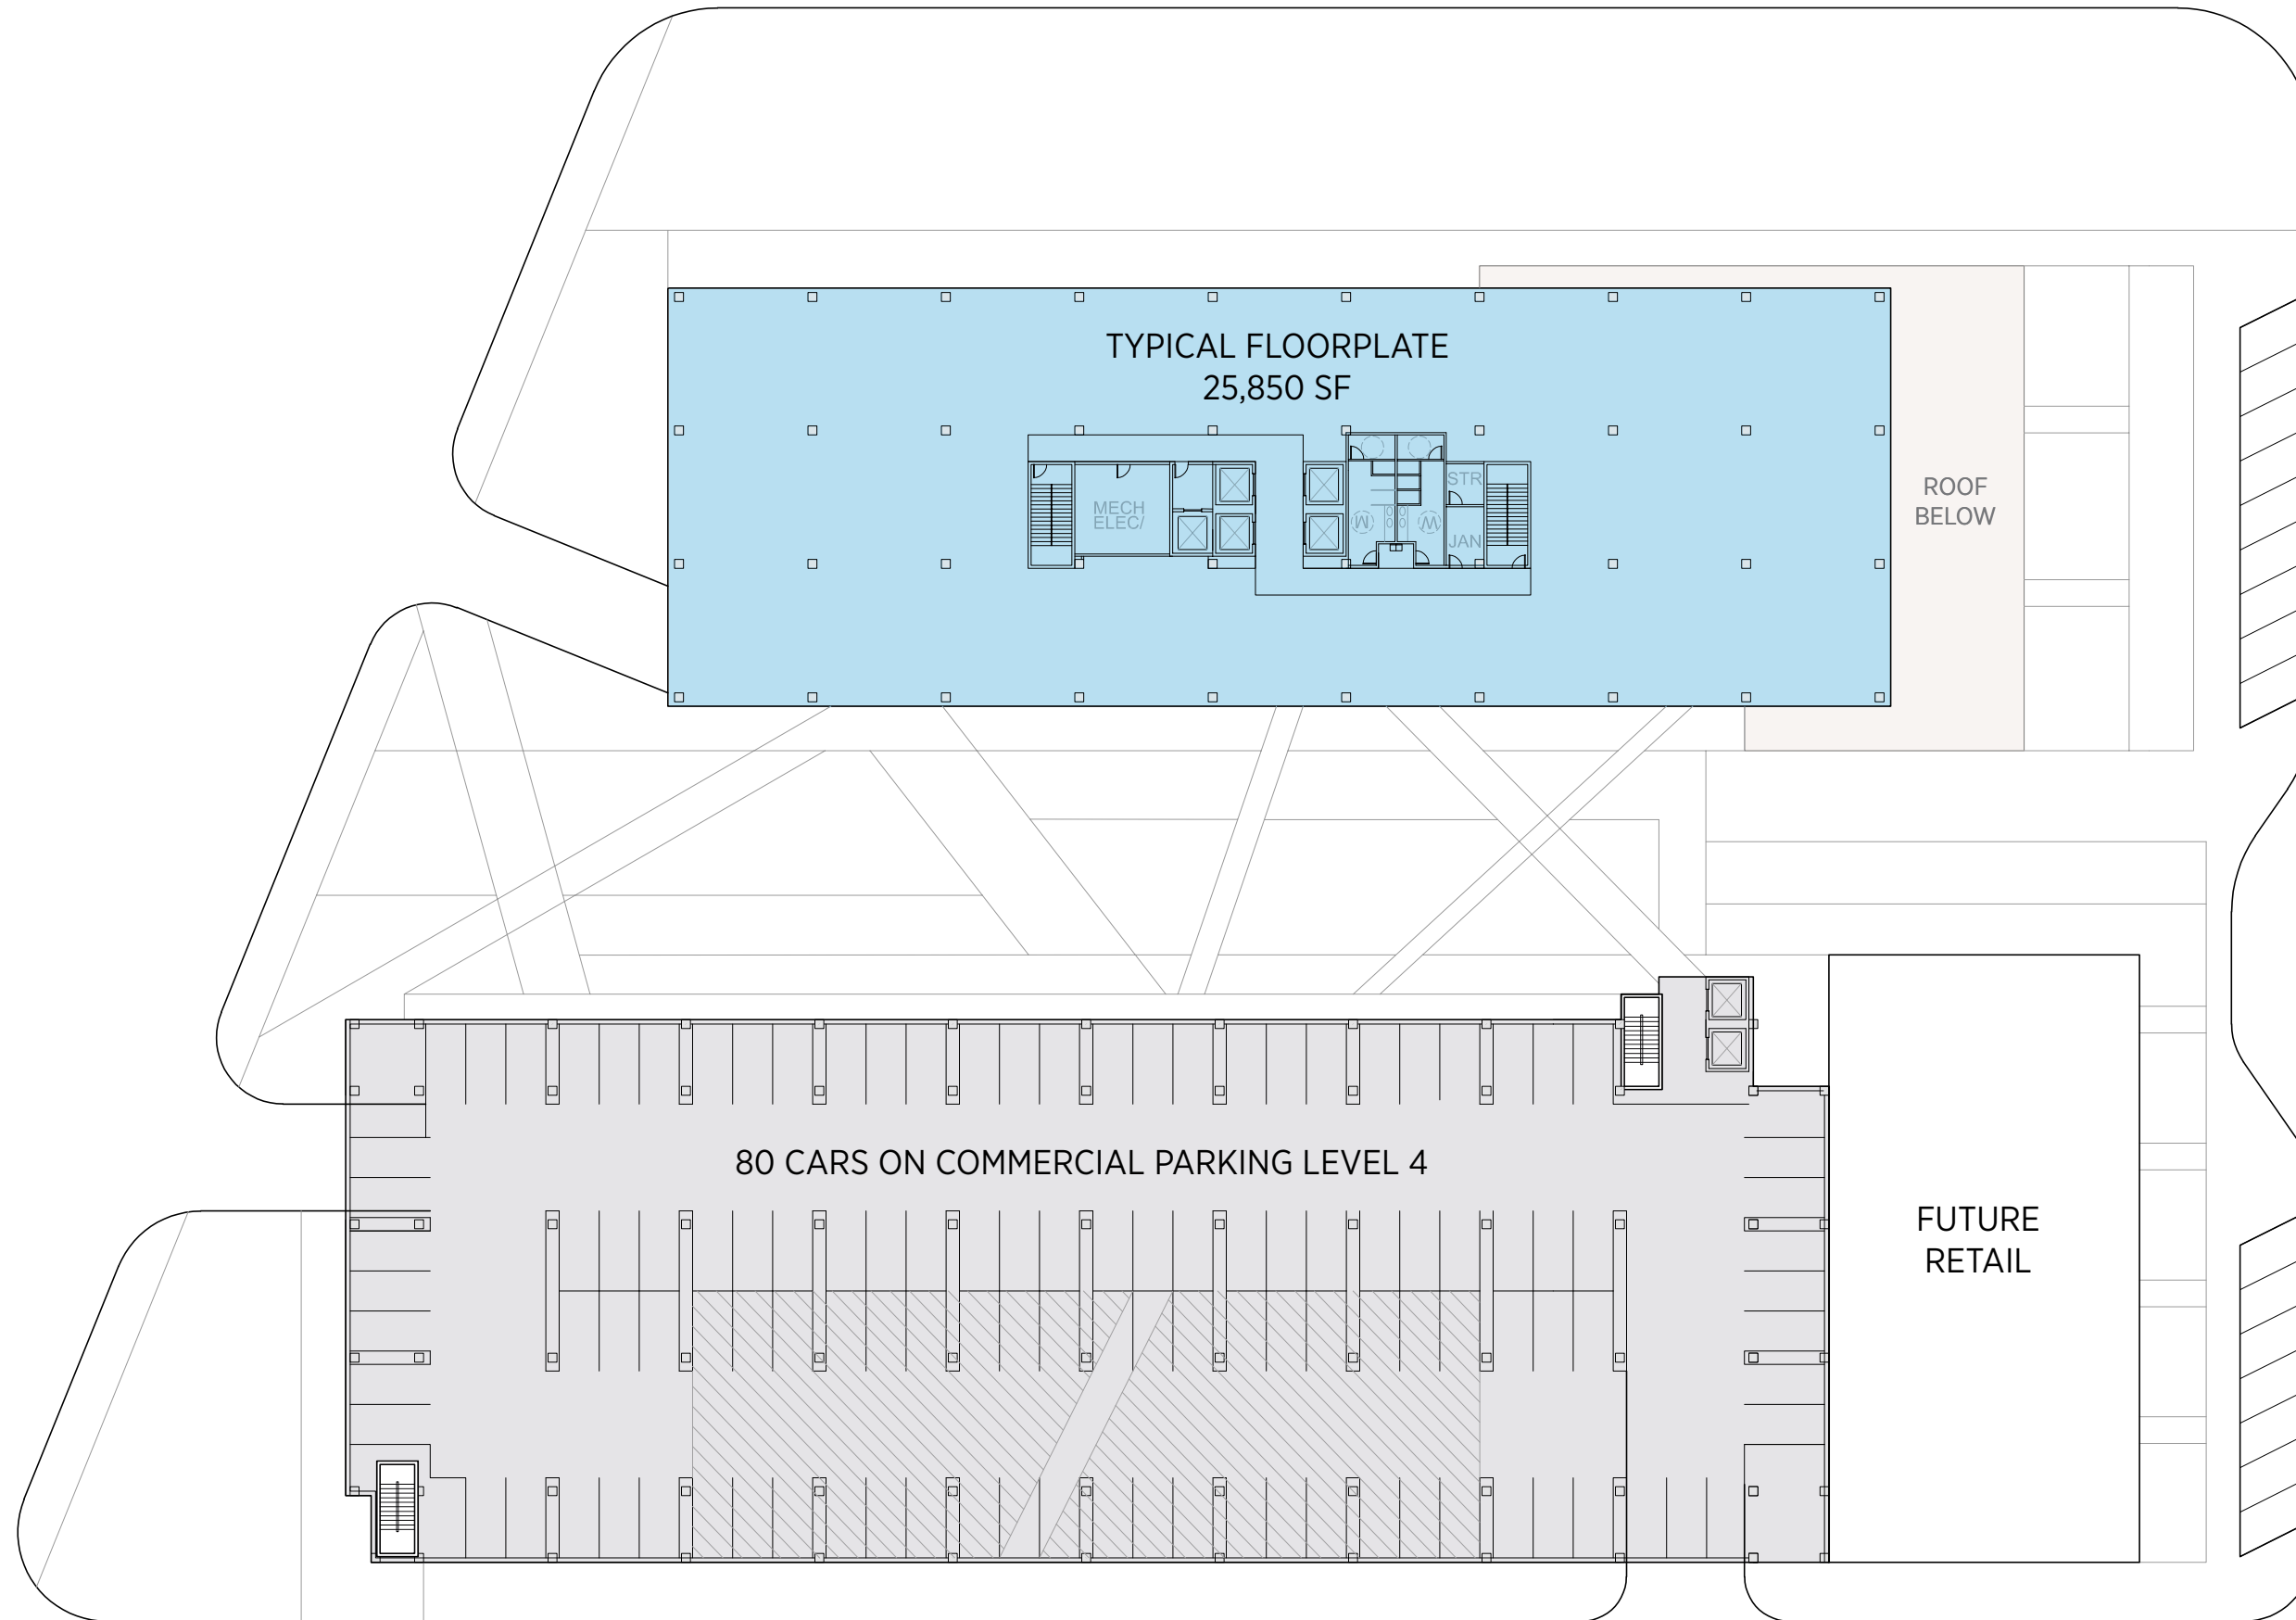 TYPICAL FLOORPLATE
25,850 SF
ROOF
BELOW
STR
MECH
ELEC/
M
W
JAN
80 CARS ON COMMERCIAL PARKING LEVEL 4
FUTURE
RETAIL